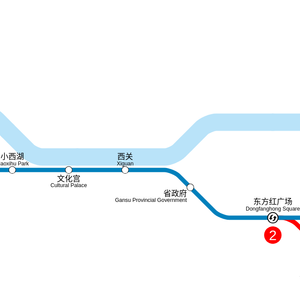 小西湖
aoxihu Park
文化宫
Cultural Palace
西关
Xiguan
省政府
Gansu Provincial Government
东方红广场
Dongfanghong Square
2